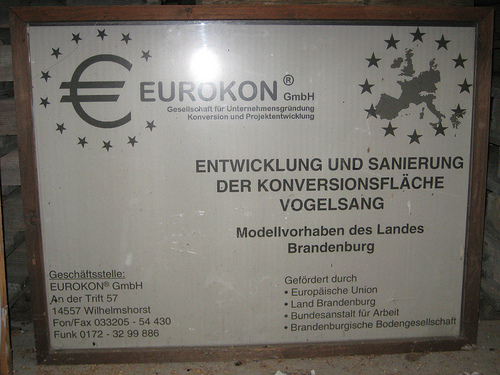 € EUROKON® GmbH
Gesellschaft für Unternehmensgründung
Konversion und Projektentwicklung
ENTWICKLUNG UND SANIERUNG
DER KONVERSIONSFLÄCHE
VOGELSANG
Modellvorhaben des Landes
Brandenburg
Geschäftsstelle:
EUROKON® GmbH
An der Trift 57
14557 Wilhelmshorst
Fon/Fax 033205 - 54 430
Funk 0172 - 32 99 886
Gefördert durch
• Europäische Union
• Land Brandenburg
• Bundesanstalt für Arbeit
• Brandenburgische Bodengesellschaft